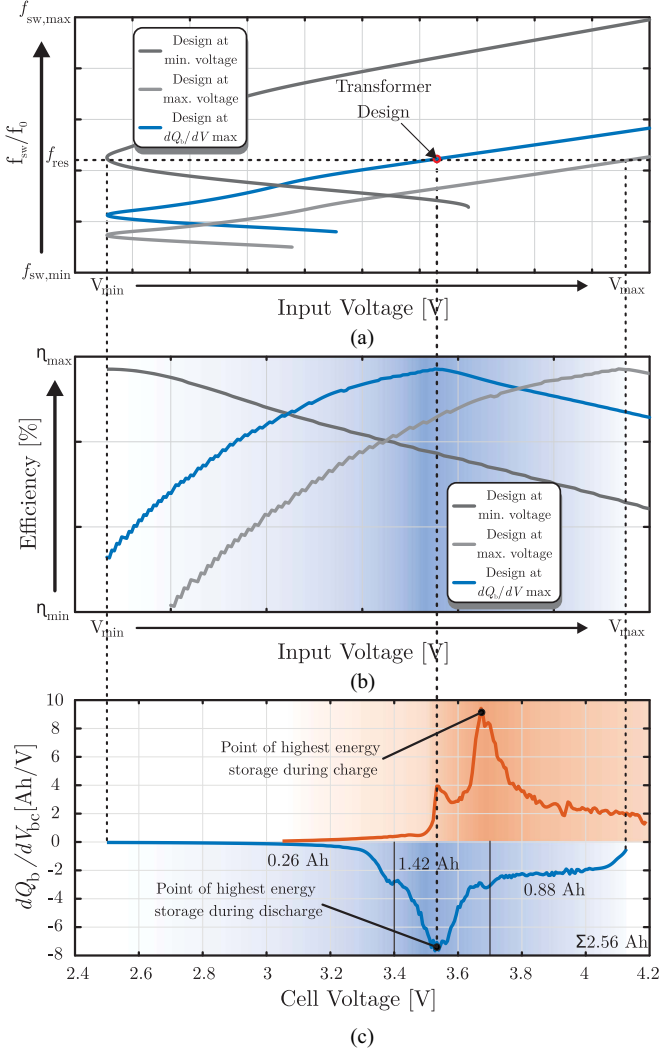 f_sw,max
Design at
min. voltage
Design at
max. voltage
Design at
dQ_b/dV max
Transformer
Design
f_sw/f_0
f_res
f_sw,min
V_min
V_max
Input Voltage [V]
(a)
η_max
Efficiency [%]
Design at
min. voltage
Design at
max. voltage
Design at
dQ_b/dV max
η_min
V_min
V_max
Input Voltage [V]
(b)
10
8
6
4
2
0
-2
-4
-6
-8
dQ_b/dV_bc[Ah/V]
Point of highest energy
storage during charge
0.26 Ah
1.42 Ah
0.88 Ah
Point of highest energy
storage during discharge
Σ2.56 Ah
2.4 2.6 2.8 3 3.2 3.4 3.6 3.8 4 4.2
Cell Voltage [V]
(c)